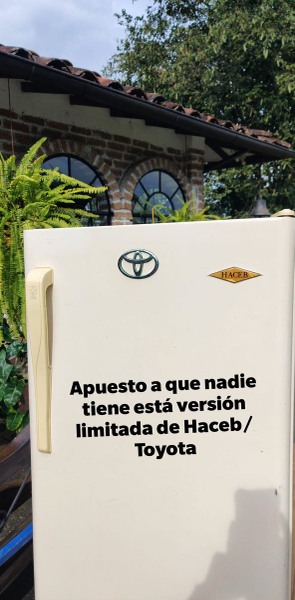 HACEB
Apuesto a que nadie
tiene está versión
limitada de Haceb/
Toyota